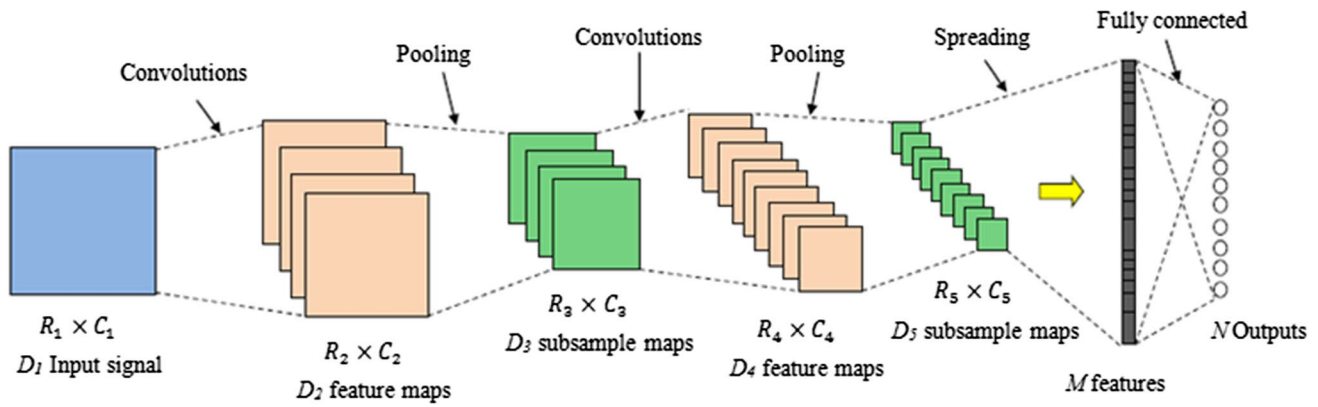 Convolutions
Pooling
Convolutions
Pooling
Spreading
Fully connected
R₁ × C₁
D₁ Input signal
R₂ × C₂
D₂ feature maps
R₃ × C₃
D₃ subsample maps
R₄ × C₄
D₄ feature maps
R₅ × C₅
D₅ subsample maps
M features
N Outputs